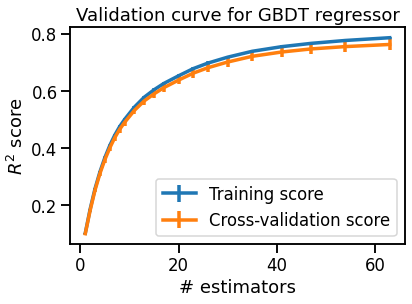 Validation curve for GBDT regressor
0.8
0.6
0.4
0.2
R² score
Training score
Cross-validation score
0 20 40 60
# estimators